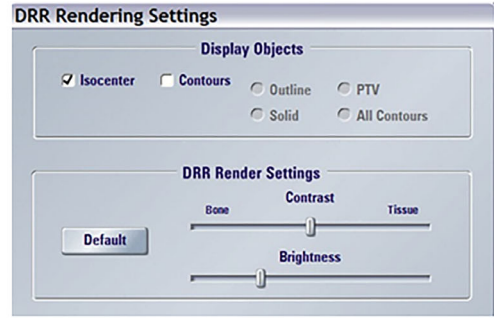 DRR Rendering Settings
Display Objects
Isocenter Contours Outline PTV
Solid All Contours
DRR Render Settings
Contrast
Bone Tissue
Default
Brightness